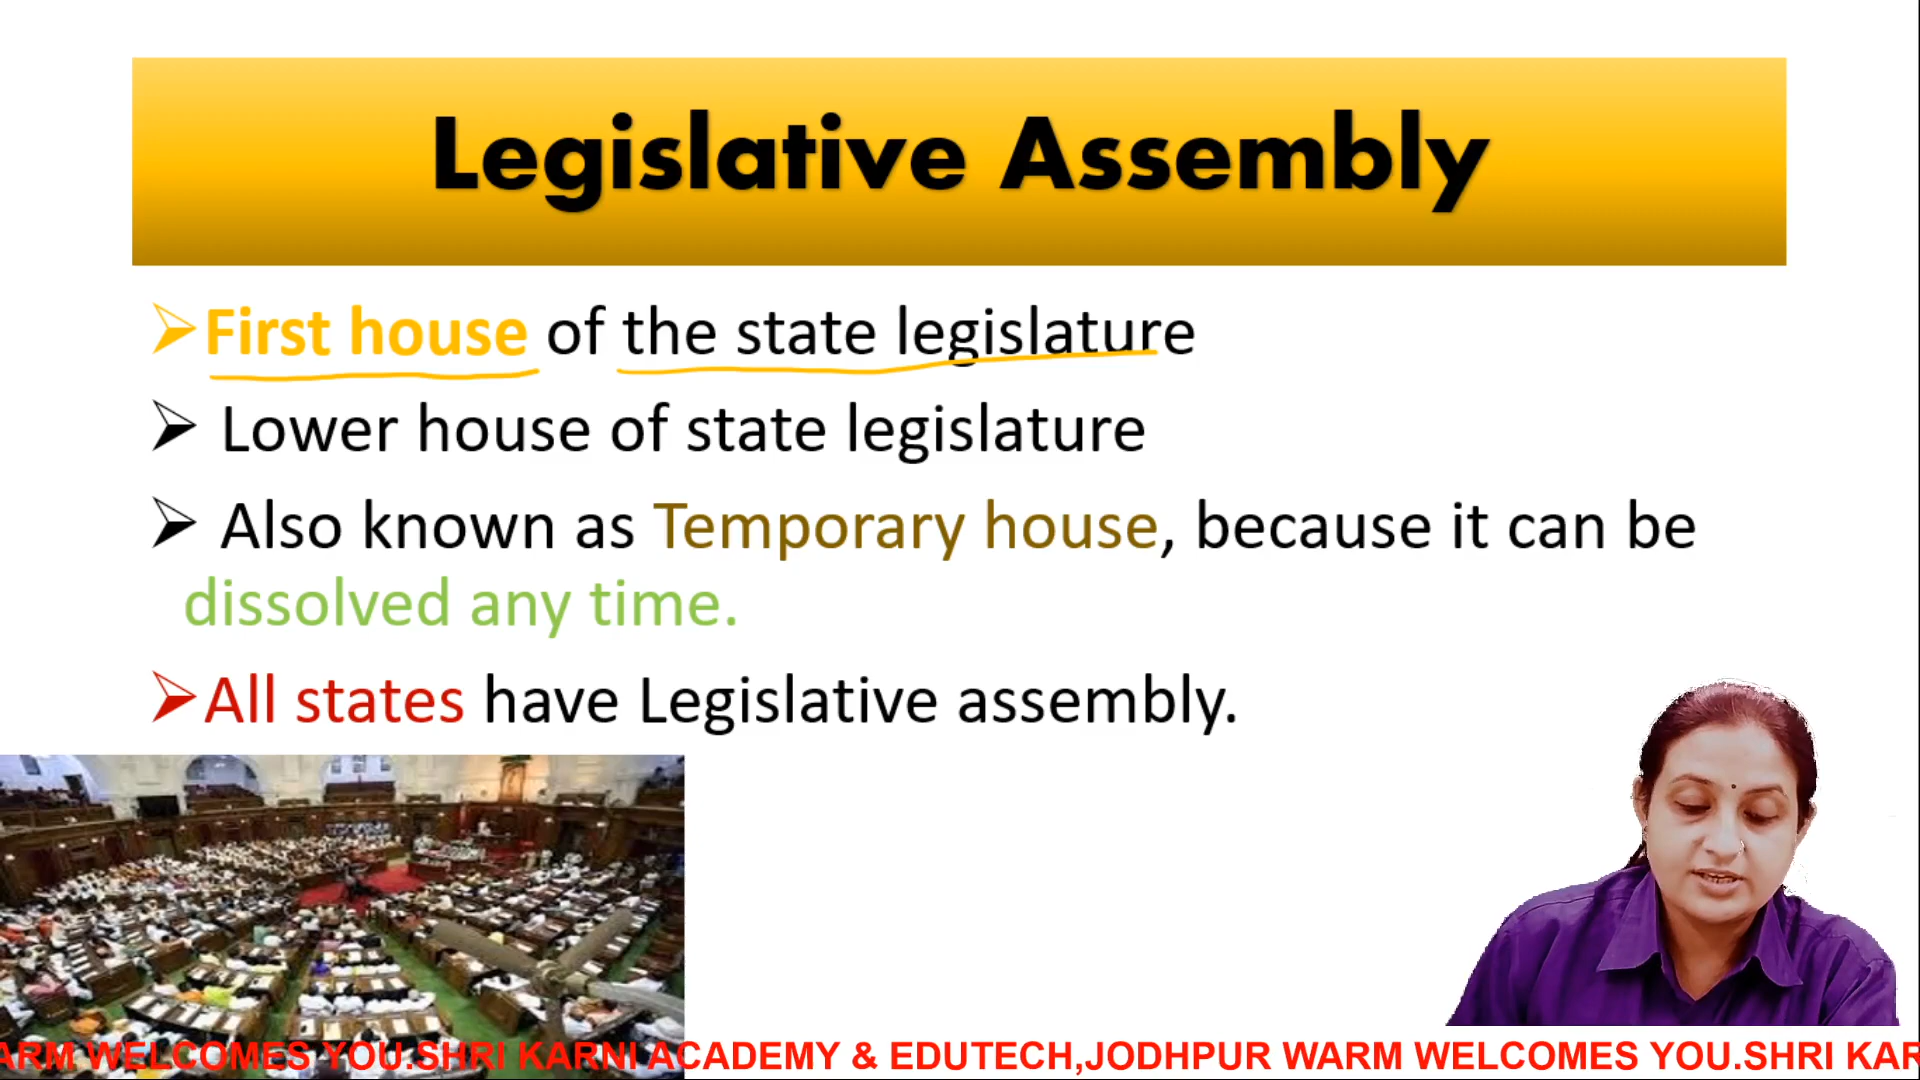 Legislative Assembly
First house of the state legislature
Lower house of state legislature
Also known as Temporary house, because it can be
dissolved any time.
All states have Legislative assembly.
ARM WELCOMES YOU.SHRI KARNI ACADEMY & EDUTECH,JODHPUR WARM WELCOMES YOU.SHRI KAR